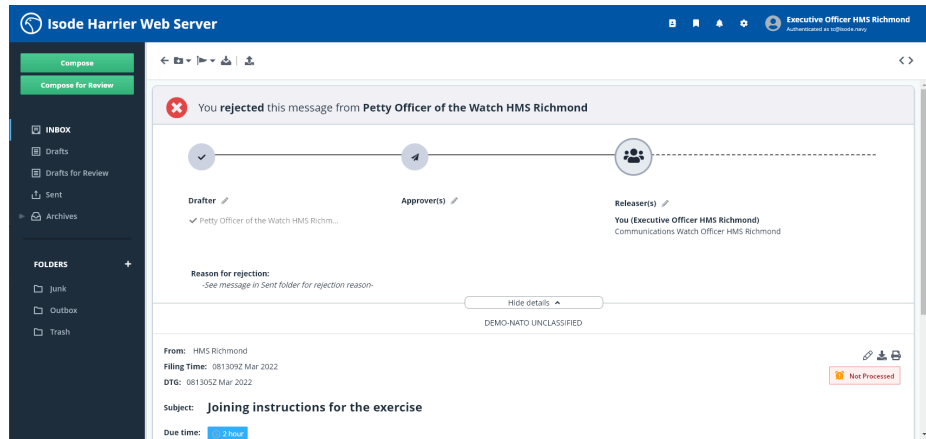 Isode Harrier Web Server
Executive Officer HMS Richmond
Authenticated as tc@isode.navy
Compose
Compose for Review
INBOX
Drafts
Drafts for Review
Sent
Archives
FOLDERS +
Junk
Outbox
Trash
You rejected this message from Petty Officer of the Watch HMS Richmond
Drafter
Approver(s)
Releaser(s)
Petty Officer of the Watch HMS Richm...
You (Executive Officer HMS Richmond)
Communications Watch Officer HMS Richmond
Reason for rejection:
-See message in Sent folder for rejection reason-
Hide details
DEMO-NATO UNCLASSIFIED
From: HMS Richmond
Filing Time: 081309Z Mar 2022
DTG: 081305Z Mar 2022
Not Processed
Subject: Joining instructions for the exercise
Due time: 2 hour